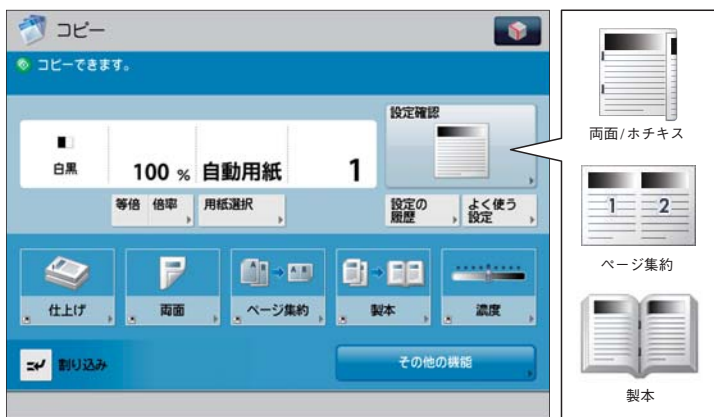 コピー
コピーできます。
設定確認
白黒
100 % 自動用紙 1
等倍 倍率 用紙選択
設定の履歴
よく使う設定
仕上げ 両面 ページ集約 製本 濃度
割り込み
その他の機能
両面/ホチキス
1 2
ページ集約
製本